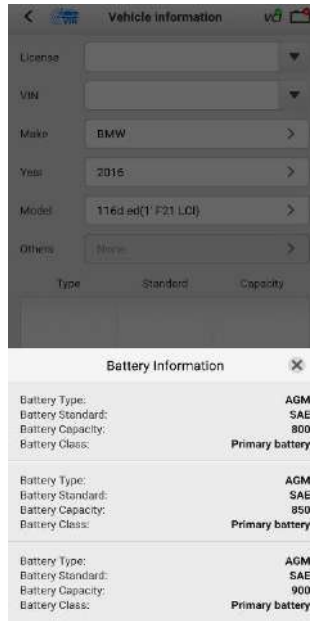 Vehicle information
License
VIN
Make BMW
Year 2016
Model 116d ed(1' F21 LCI)
Others None
Type Standard Capacity
Battery Information
Battery Type: AGM
Battery Standard: SAE
Battery Capacity: 800
Battery Class: Primary battery
Battery Type: AGM
Battery Standard: SAE
Battery Capacity: 850
Battery Class: Primary battery
Battery Type: AGM
Battery Standard: SAE
Battery Capacity: 900
Battery Class: Primary battery